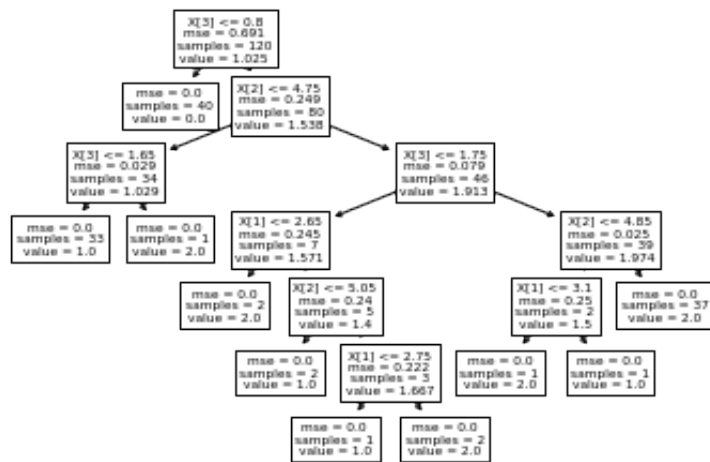 X[3] <= 0.8
mse = 0.691
samples = 120
value = 1.025
mse = 0.0
samples = 40
value = 0.0
X[2] <= 4.75
mse = 0.249
samples = 80
value = 1.538
X[3] <= 1.65
mse = 0.029
samples = 34
value = 1.029
X[3] <= 1.75
mse = 0.079
samples = 46
value = 1.913
mse = 0.0
samples = 33
value = 1.0
mse = 0.0
samples = 1
value = 2.0
X[1] <= 2.65
mse = 0.245
samples = 7
value = 1.571
X[2] <= 4.85
mse = 0.025
samples = 39
value = 1.974
mse = 0.0
samples = 2
value = 2.0
X[2] <= 5.05
mse = 0.24
samples = 5
value = 1.4
X[1] <= 3.1
mse = 0.25
samples = 2
value = 1.5
mse = 0.0
samples = 37
value = 2.0
mse = 0.0
samples = 2
value = 1.0
X[1] <= 2.75
mse = 0.222
samples = 3
value = 1.667
mse = 0.0
samples = 1
value = 2.0
mse = 0.0
samples = 1
value = 1.0
mse = 0.0
samples = 1
value = 1.0
mse = 0.0
samples = 2
value = 2.0